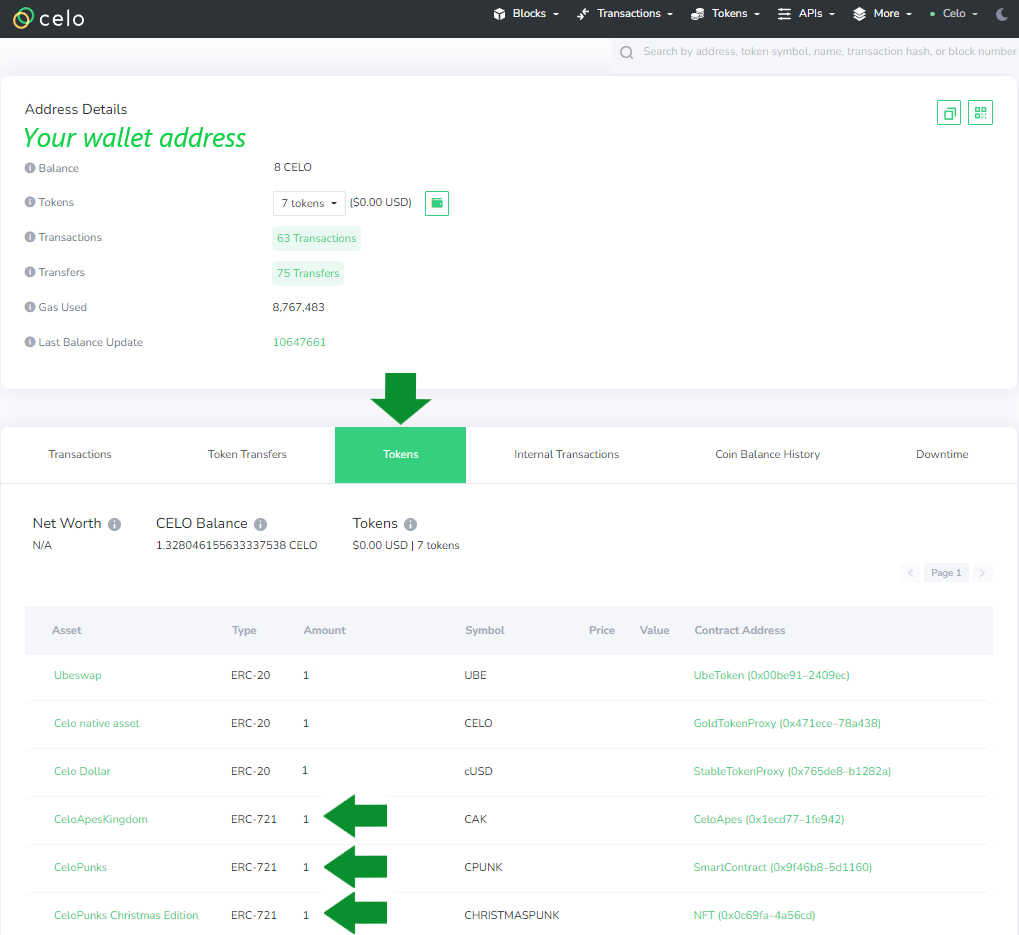 celo Blocks Transactions Tokens APIs More Celo
Search by address, token symbol, name, transaction hash, or block number
Address Details
Your wallet address
Balance 8 CELO
Tokens 7 tokens ($0.00 USD)
Transactions 63 Transactions
Transfers 75 Transfers
Gas Used 8,767,483
Last Balance Update 10647661
Transactions Token Transfers Tokens Internal Transactions Coin Balance History Downtime
Net Worth CELO Balance Tokens
N/A 1.328046155633337538 CELO $0.00 USD | 7 tokens
Page 1
Asset Type Amount Symbol Price Value Contract Address
Ubeswap ERC-20 1 UBE UbeToken (0x00be91–2409ec)
Celo native asset ERC-20 1 CELO GoldTokenProxy (0x471ece–78a438)
Celo Dollar ERC-20 1 cUSD StableTokenProxy (0x765de8–b1282a)
CeloApesKingdom ERC-721 1 CAK CeloApes (0x1ecd77–1fe942)
CeloPunks ERC-721 1 CPUNK SmartContract (0x9f46b8–5d1160)
CeloPunks Christmas Edition ERC-721 1 CHRISTMASPUNK NFT (0x0c69fa–4a56cd)